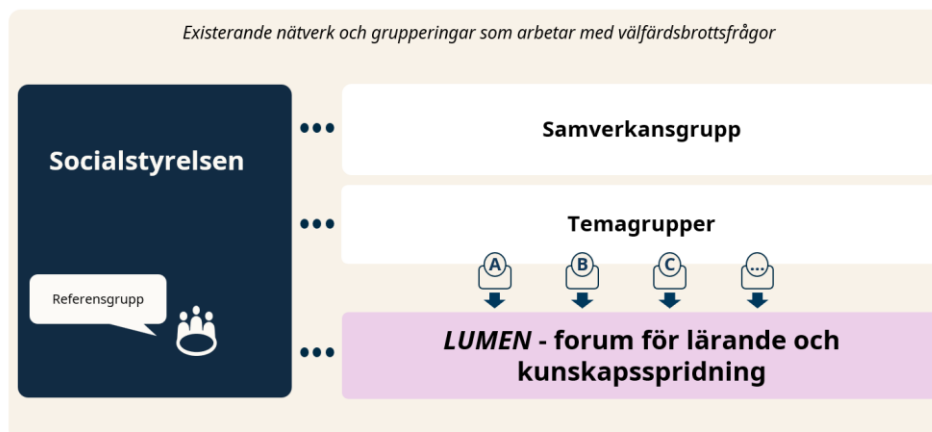 Existerande nätverk och grupperingar som arbetar med välfärdsbrottsfrågor
Socialstyrelsen
Referensgrupp
Samverkansgrupp
Temagrupper
A B C ...
LUMEN - forum för lärande och
kunskapsspridning